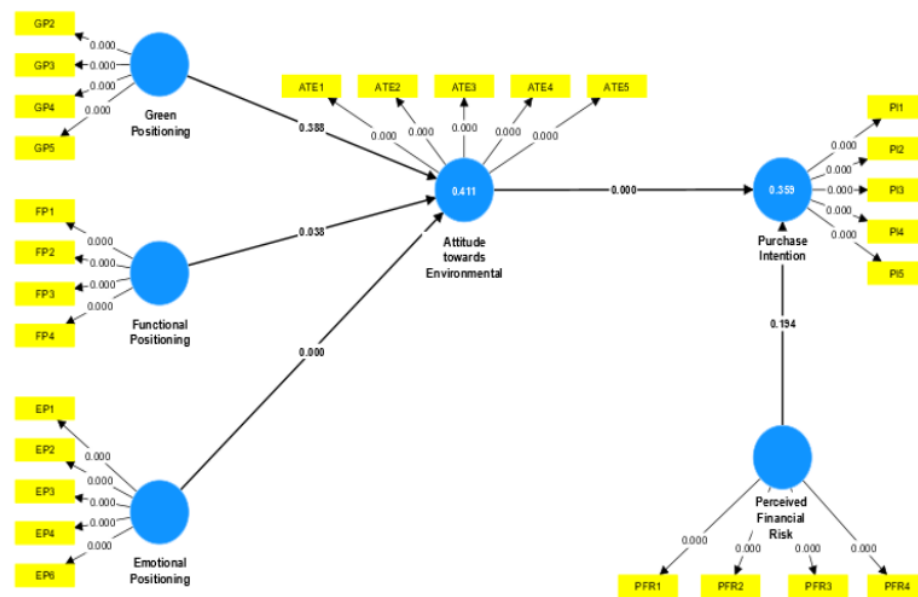 GP2
0.000
GP3
0.000
0.000
GP4
0.000
GP5
Green
Positioning
0.388
ATE1
ATE2
ATE3
ATE4
ATE5
0.000
0.000
0.000
0.000
0.000
0.411
Attitude
towards
Environmental
0.000
PI1
0.000
PI2
0.000
0.000
PI3
0.000
PI4
0.000
PI5
0.359
Purchase
Intention
FP1
0.000
FP2
0.000
0.000
FP3
0.000
FP4
Functional
Positioning
0.038
0.194
0.000
EP1
0.000
EP2
0.000
EP3
0.000
0.000
EP4
0.000
EP6
Emotional
Positioning
Perceived
Financial
Risk
0.000
0.000
0.000
0.000
PFR1
PFR2
PFR3
PFR4